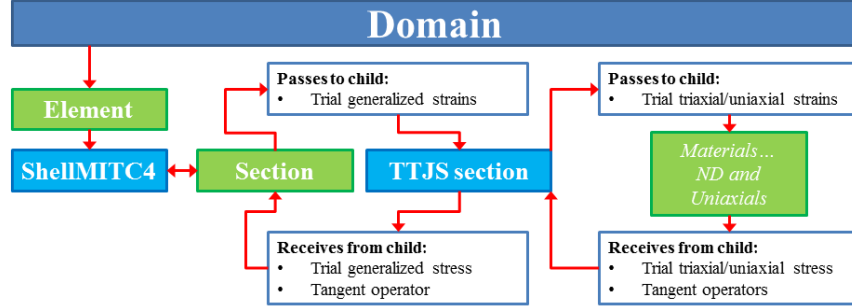 Domain
Element
ShellMITC4
Section
Passes to child:
• Trial generalized strains
TTJS section
Receives from child:
• Trial generalized stress
• Tangent operator
Passes to child:
• Trial triaxial/uniaxial strains
Materials…
ND and
Uniaxials
Receives from child:
• Trial triaxial/uniaxial stress
• Tangent operators